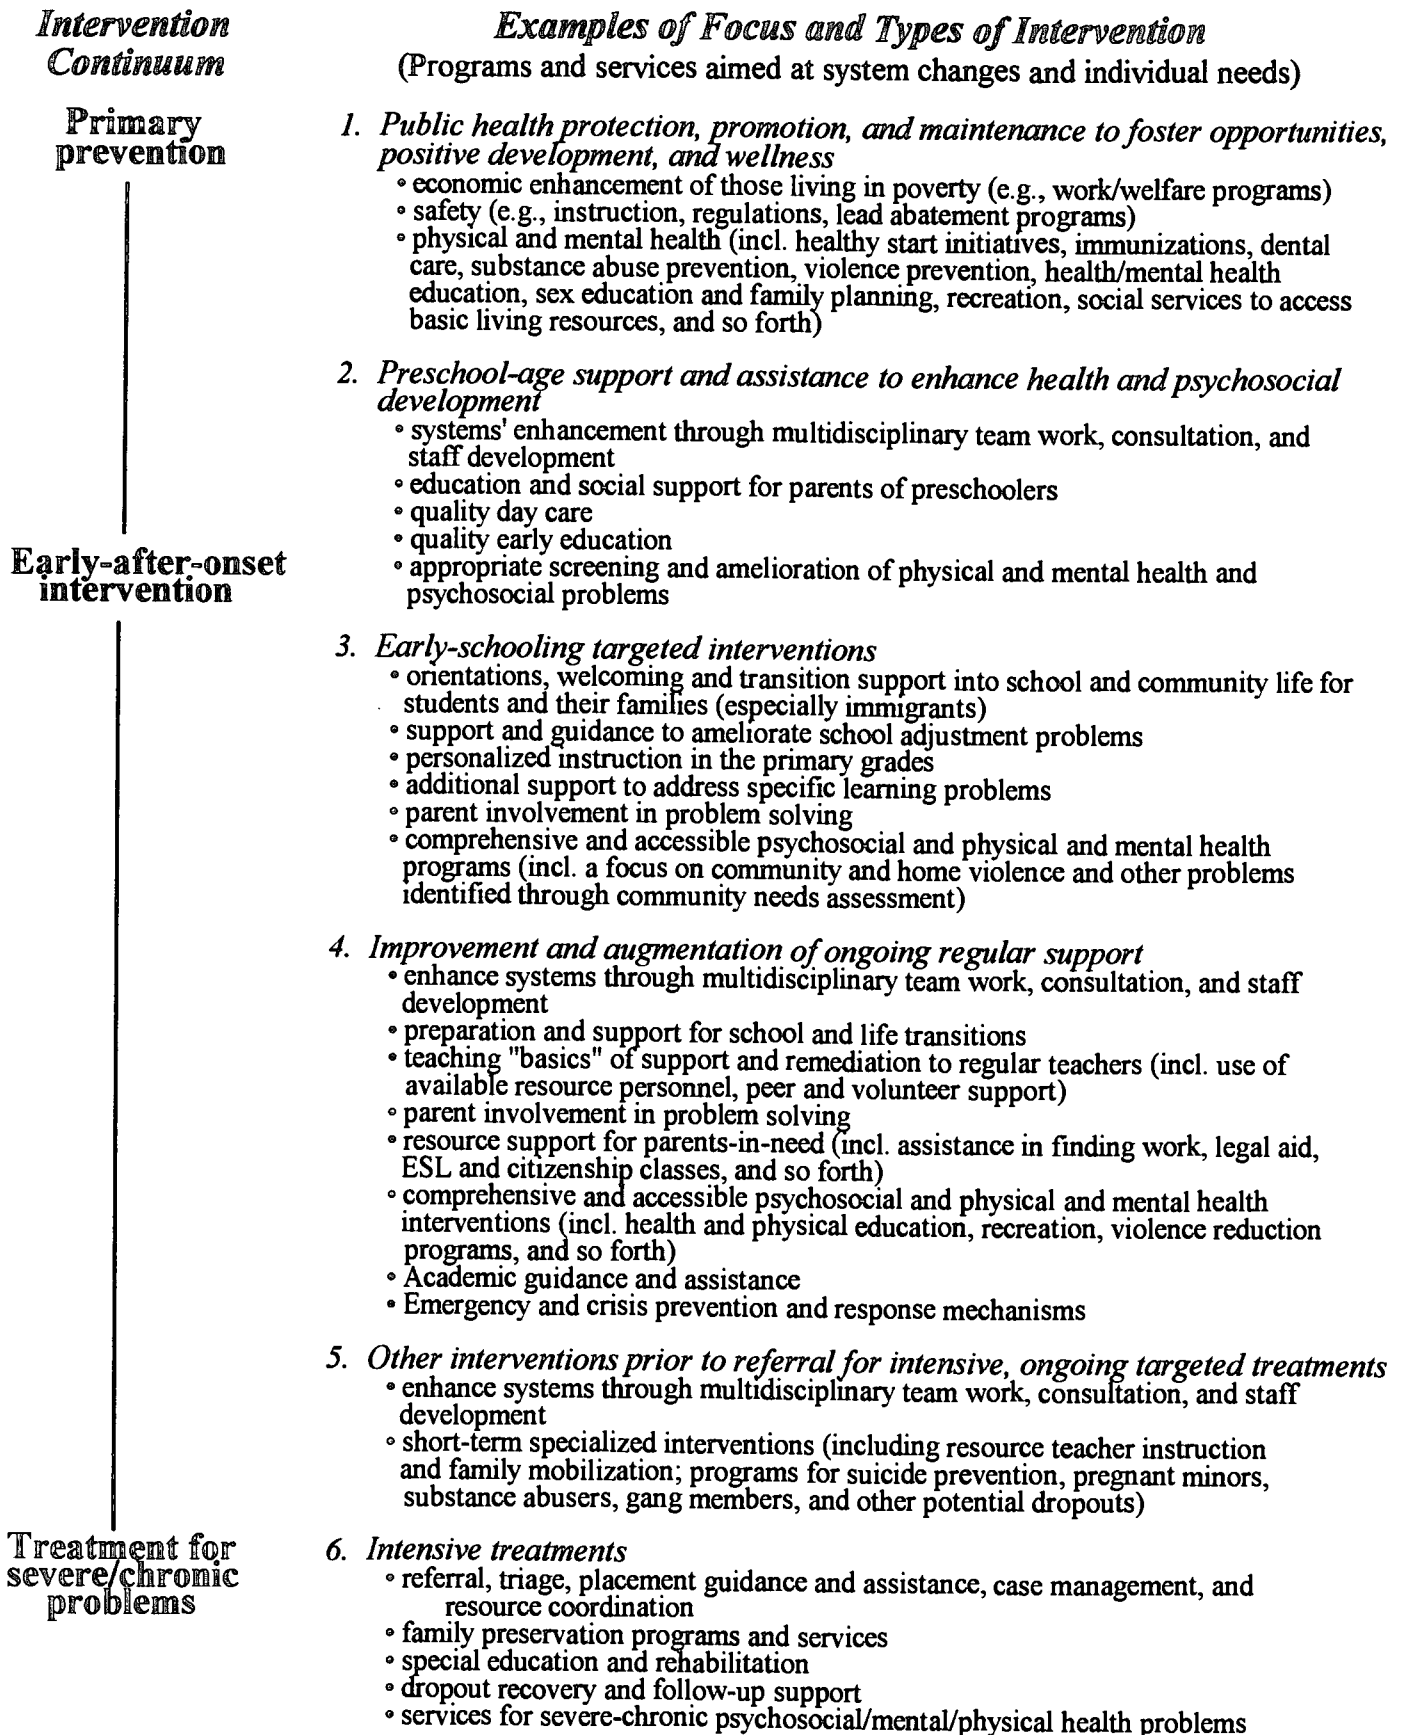 Intervention
Continuum
Examples of Focus and Types of Intervention
(Programs and services aimed at system changes and individual needs)
Primary
prevention
1. Public health protection, promotion, and maintenance to foster opportunities,
positive development, and wellness
° economic enhancement of those living in poverty (e.g., work/welfare programs)
° safety (e.g., instruction, regulations, lead abatement programs)
° physical and mental health (incl. healthy start initiatives, immunizations, dental
care, substance abuse prevention, violence prevention, health/mental health
education, sex education and family planning, recreation, social services to access
basic living resources, and so forth)
2. Preschool-age support and assistance to enhance health and psychosocial
development
° systems' enhancement through multidisciplinary team work, consultation, and
staff development
° education and social support for parents of preschoolers
° quality day care
° quality early education
° appropriate screening and amelioration of physical and mental health and
psychosocial problems
Early-after-onset
intervention
3. Early-schooling targeted interventions
° orientations, welcoming and transition support into school and community life for
students and their families (especially immigrants)
° support and guidance to ameliorate school adjustment problems
° personalized instruction in the primary grades
° additional support to address specific learning problems
° parent involvement in problem solving
° comprehensive and accessible psychosocial and physical and mental health
programs (incl. a focus on community and home violence and other problems
identified through community needs assessment)
4. Improvement and augmentation of ongoing regular support
° enhance systems through multidisciplinary team work, consultation, and staff
development
° preparation and support for school and life transitions
° teaching "basics" of support and remediation to regular teachers (incl. use of
available resource personnel, peer and volunteer support)
° parent involvement in problem solving
° resource support for parents-in-need (incl. assistance in finding work, legal aid,
ESL and citizenship classes, and so forth)
° comprehensive and accessible psychosocial and physical and mental health
interventions (incl. health and physical education, recreation, violence reduction
programs, and so forth)
° Academic guidance and assistance
° Emergency and crisis prevention and response mechanisms
5. Other interventions prior to referral for intensive, ongoing targeted treatments
° enhance systems through multidisciplinary team work, consultation, and staff
development
° short-term specialized interventions (including resource teacher instruction
and family mobilization; programs for suicide prevention, pregnant minors,
substance abusers, gang members, and other potential dropouts)
Treatment for
severe/chronic
problems
6. Intensive treatments
° referral, triage, placement guidance and assistance, case management, and
resource coordination
° family preservation programs and services
° special education and rehabilitation
° dropout recovery and follow-up support
° services for severe-chronic psychosocial/mental/physical health problems